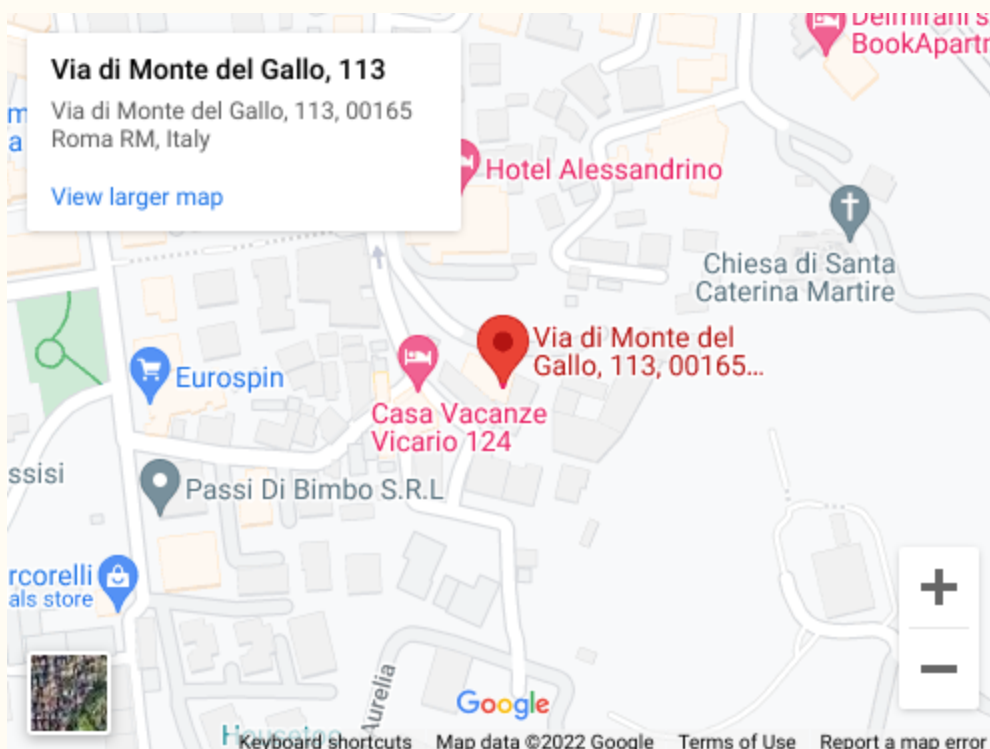 Via di Monte del Gallo, 113
Via di Monte del Gallo, 113, 00165
Roma RM, Italy
View larger map
BookApartm
Hotel Alessandrino
Chiesa di Santa
Caterina Martire
Via di Monte del
Gallo, 113, 00165...
Eurospin
Casa Vacanze
Vicario 124
ssisi
Passi Di Bimbo S.R.L
rcorelli
als store
Aurelia
Google
Keyboard shortcuts
Map data ©2022 Google
Terms of Use
Report a map error